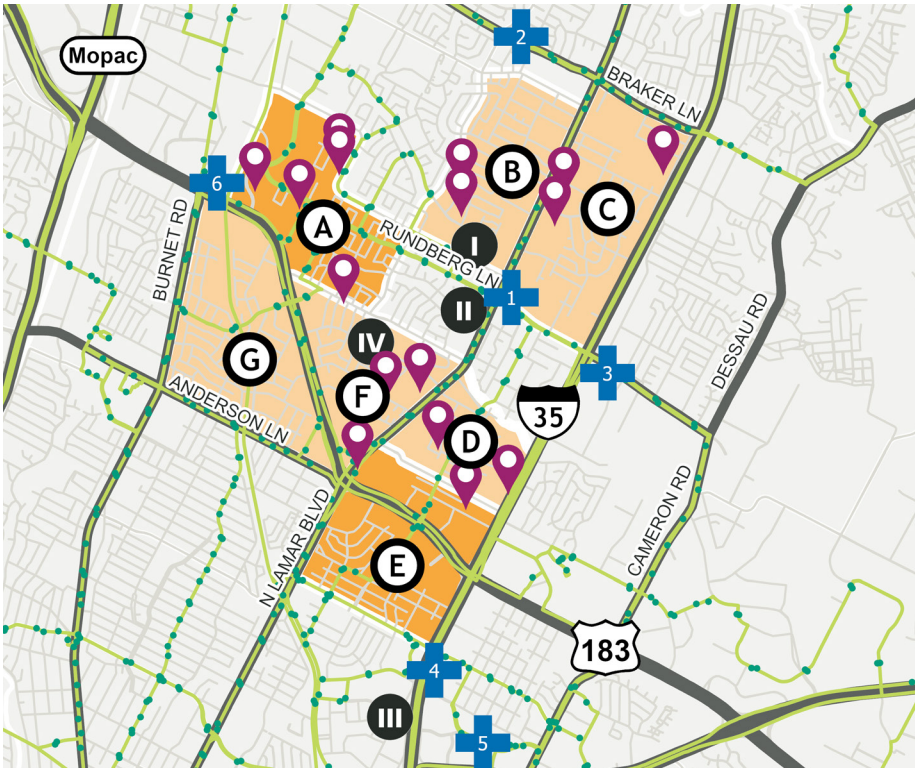 2
Mopac
BRAKER LN
B
6
C
A
RUNDBERG LN
I
BURNET RD
1
II
IV
DESSAU RD
G
3
F
35
ANDERSON LN
D
CAMERON RD
N LAMAR BLVD
E
183
4
III
5